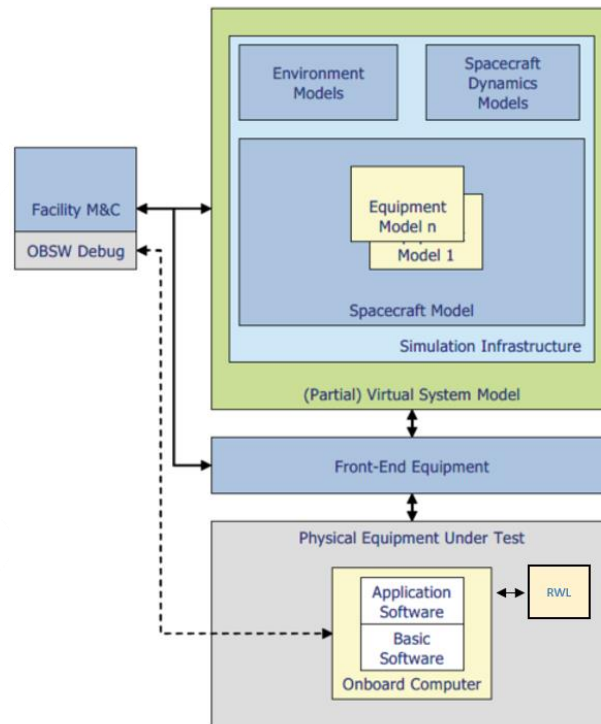 Environment
Models
Spacecraft
Dynamics
Models
Facility M&C
OBSW Debug
Equipment
Model n
Model 1
Spacecraft Model
Simulation Infrastructure
(Partial) Virtual System Model
Front-End Equipment
Physical Equipment Under Test
Application
Software
Basic
Software
Onboard Computer
RWL